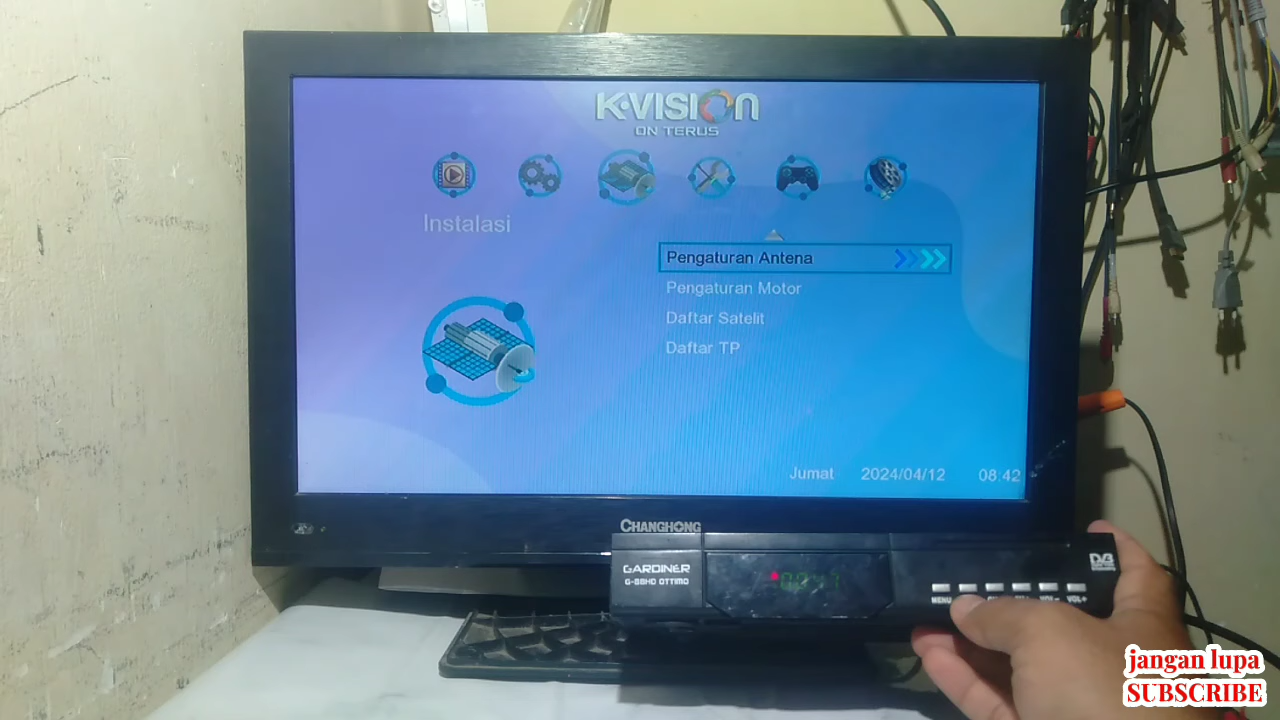 K-VISION
ON TERUS
Instalasi
Pengaturan Antena
Pengaturan Motor
Daftar Satelit
Daftar TP
Jumat 2024/04/12 08:42
CHANGHONG
GARDINER
G-88HD OTTIMO
DVB
MENU
VOL+
jangan lupa
SUBSCRIBE